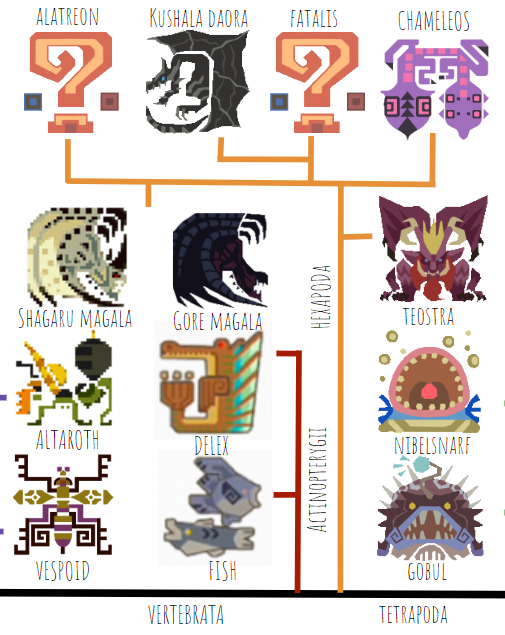 ALATREON
KUSHALA DAORA
FATALIS
CHAMELEOS
SHAGARU MAGALA
GORE MAGALA
HEXAPODA
TEOSTRA
ALTAROTH
DELEX
ACTINOPTERYGII
NIBELSNARF
VESPOID
FISH
GOBUL
VERTEBRATA
TETRAPODA